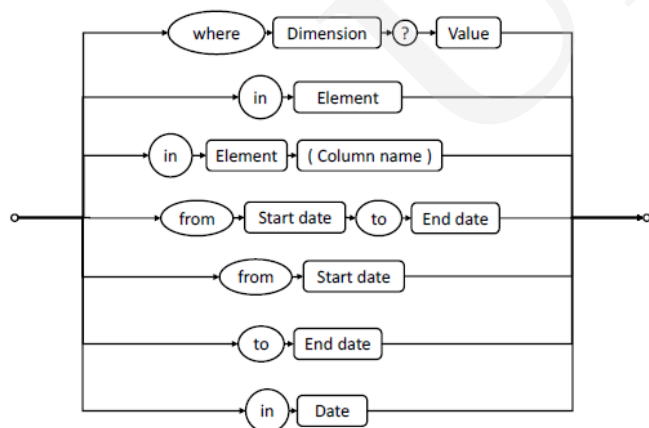 where Dimension ? Value
in Element
in Element ( Column name )
from Start date to End date
from Start date
to End date
in Date